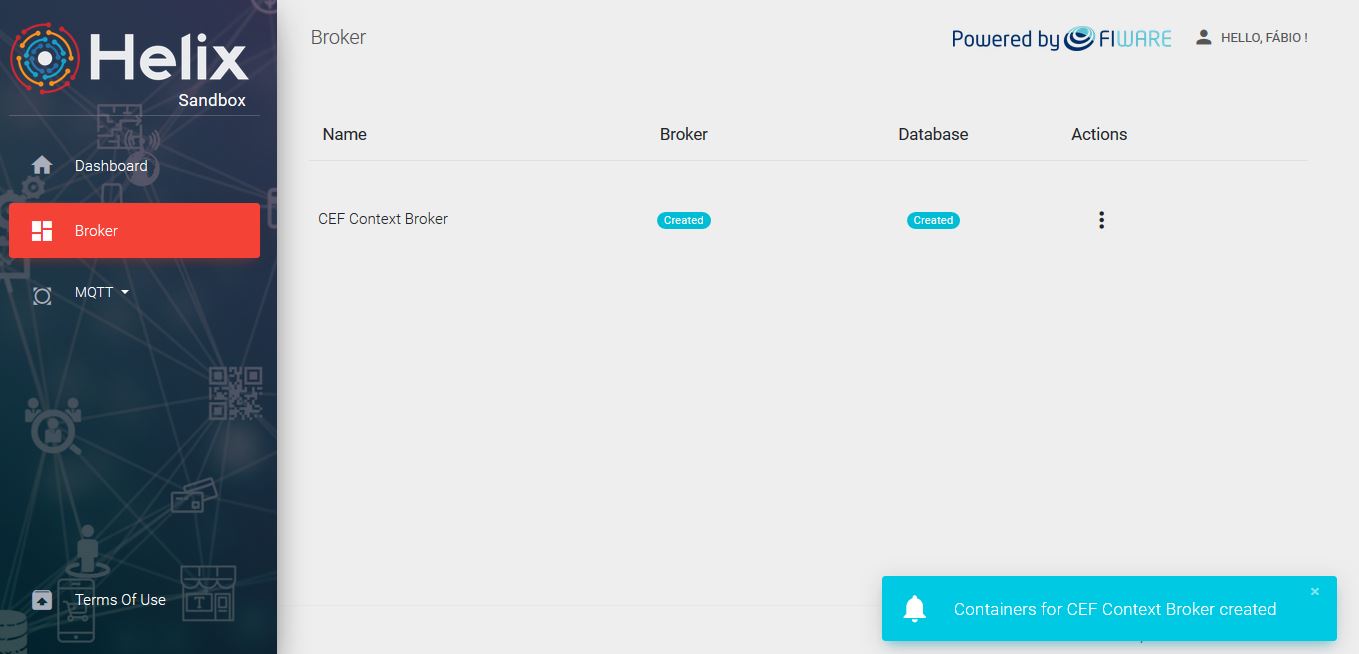 Helix
Sandbox
Dashboard
Broker
MQTT
Terms Of Use
Broker
Powered by FIWARE
HELLO, FÁBIO !
Name Broker Database Actions
CEF Context Broker Created Created
Containers for CEF Context Broker created
×
T